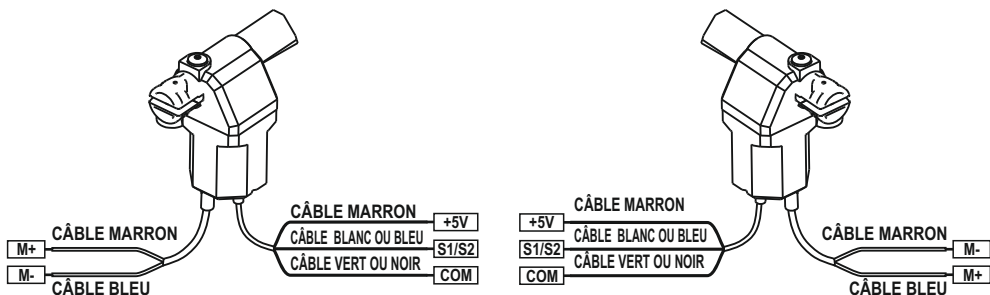 CÂBLE MARRON
+5V
CÂBLE BLANC OU BLEU
S1/S2
CÂBLE VERT OU NOIR
COM
CÂBLE MARRON
M+
M-
CÂBLE BLEU
CÂBLE MARRON
+5V
CÂBLE BLANC OU BLEU
S1/S2
CÂBLE VERT OU NOIR
COM
CÂBLE MARRON
M-
M+
CÂBLE BLEU